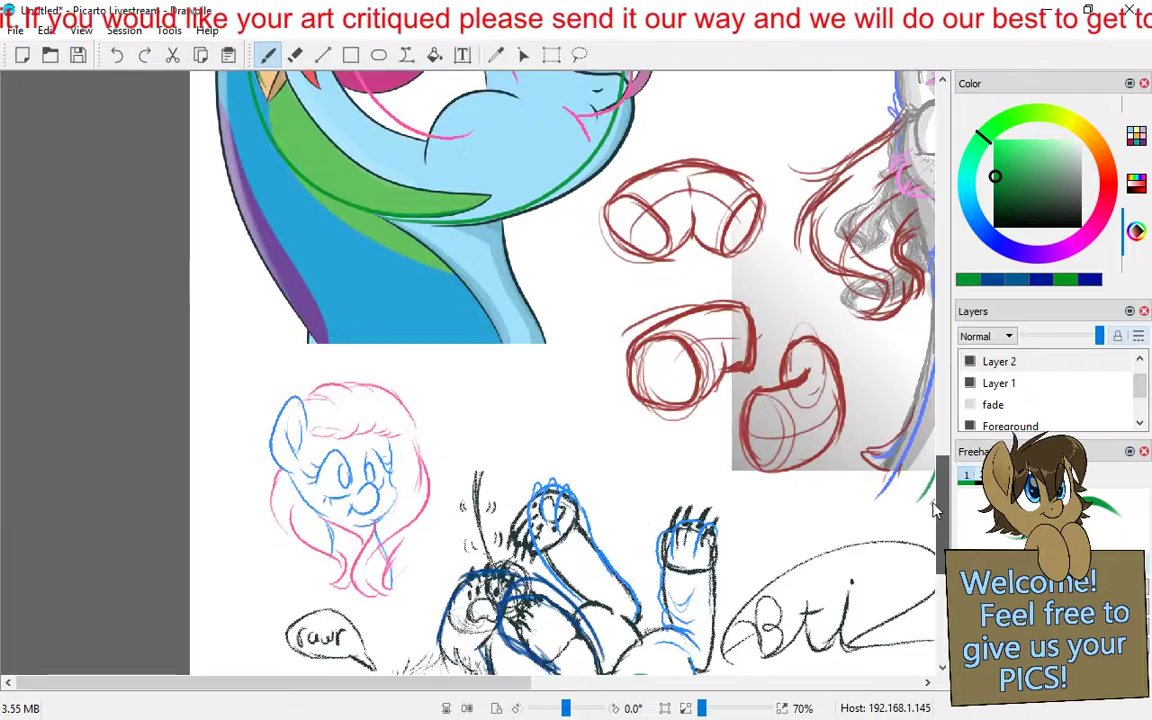 Untitled* - Picarto Livestream - Drawpile
it. If you would like your art critiqued please send it our way and we will do our best to get to
File Edit View Session Tools Help
Color
Layers
Normal
Layer 2
Layer 1
fade
Foreground
1
Welcome!
Feel free to
give us your
PICS!
raur
Bti
3.55 MB
0.0°
70%
Host: 192.168.1.145